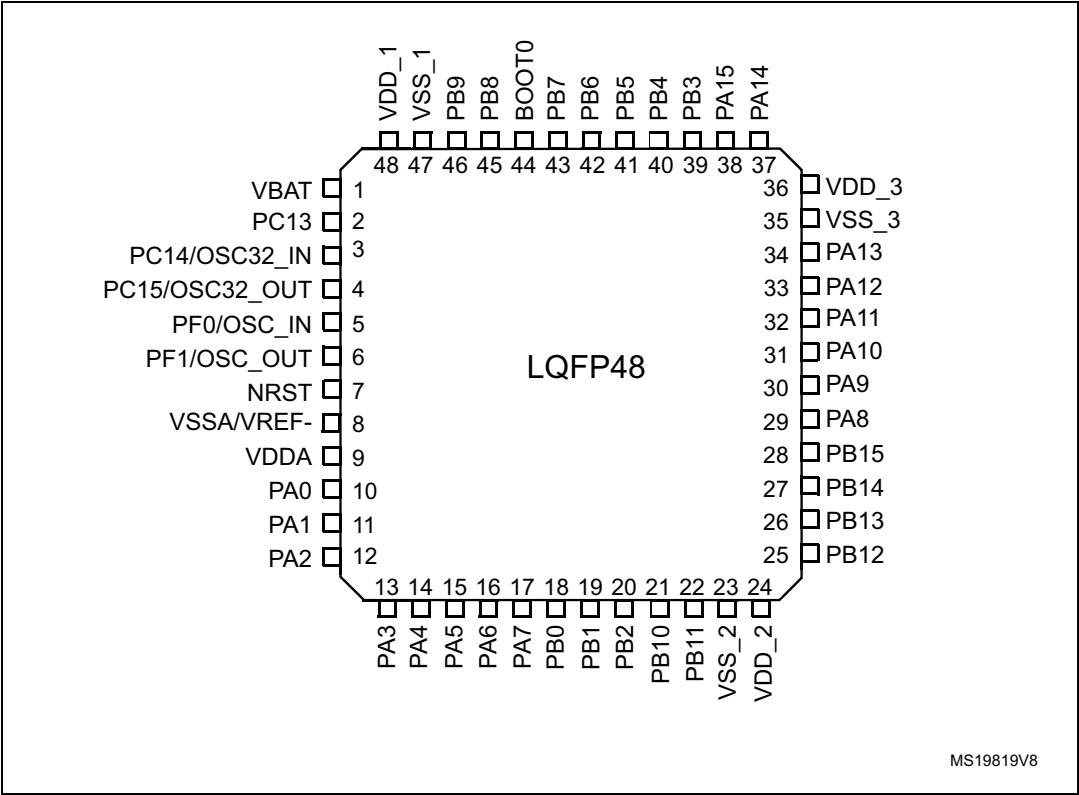 VDD_1
VSS_1
PB9
PB8
BOOT0
PB7
PB6
PB5
PB4
PB3
PA15
PA14
48 47 46 45 44 43 42 41 40 39 38 37
VBAT 1
PC13 2
PC14/OSC32_IN 3
PC15/OSC32_OUT 4
PF0/OSC_IN 5
PF1/OSC_OUT 6
NRST 7
VSSA/VREF- 8
VDDA 9
PA0 10
PA1 11
PA2 12
LQFP48
36 VDD_3
35 VSS_3
34 PA13
33 PA12
32 PA11
31 PA10
30 PA9
29 PA8
28 PB15
27 PB14
26 PB13
25 PB12
13 14 15 16 17 18 19 20 21 22 23 24
PA3
PA4
PA5
PA6
PA7
PB0
PB1
PB2
PB10
PB11
VSS_2
VDD_2
MS19819V8